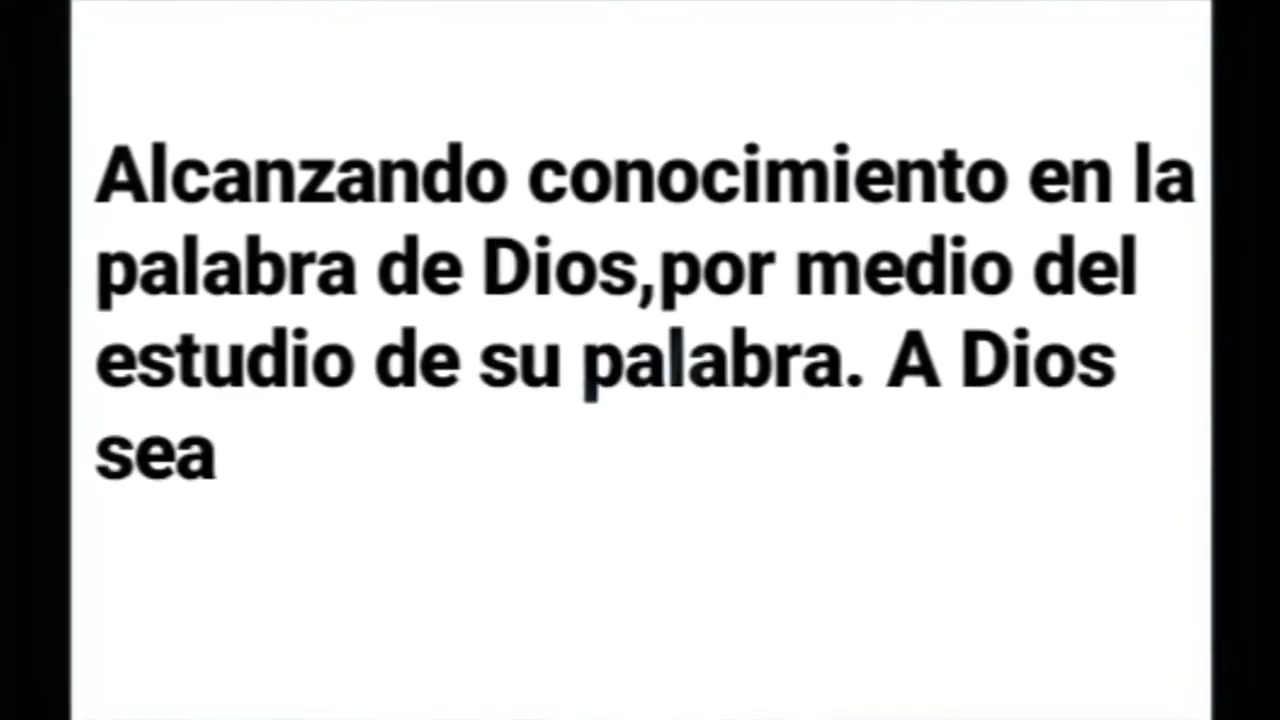 Alcanzando conocimiento en la
palabra de Dios,por medio del
estudio de su palabra. A Dios
sea